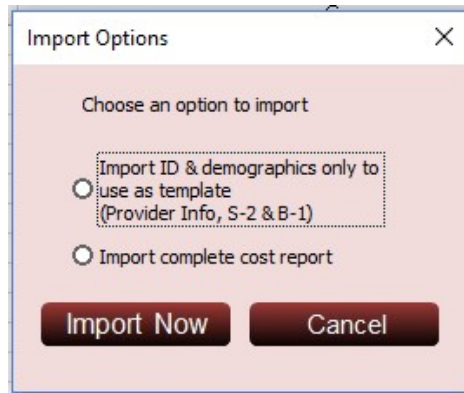 Import Options
Choose an option to import
Import ID & demographics only to
use as template
(Provider Info, S-2 & B-1)
Import complete cost report
Import Now Cancel